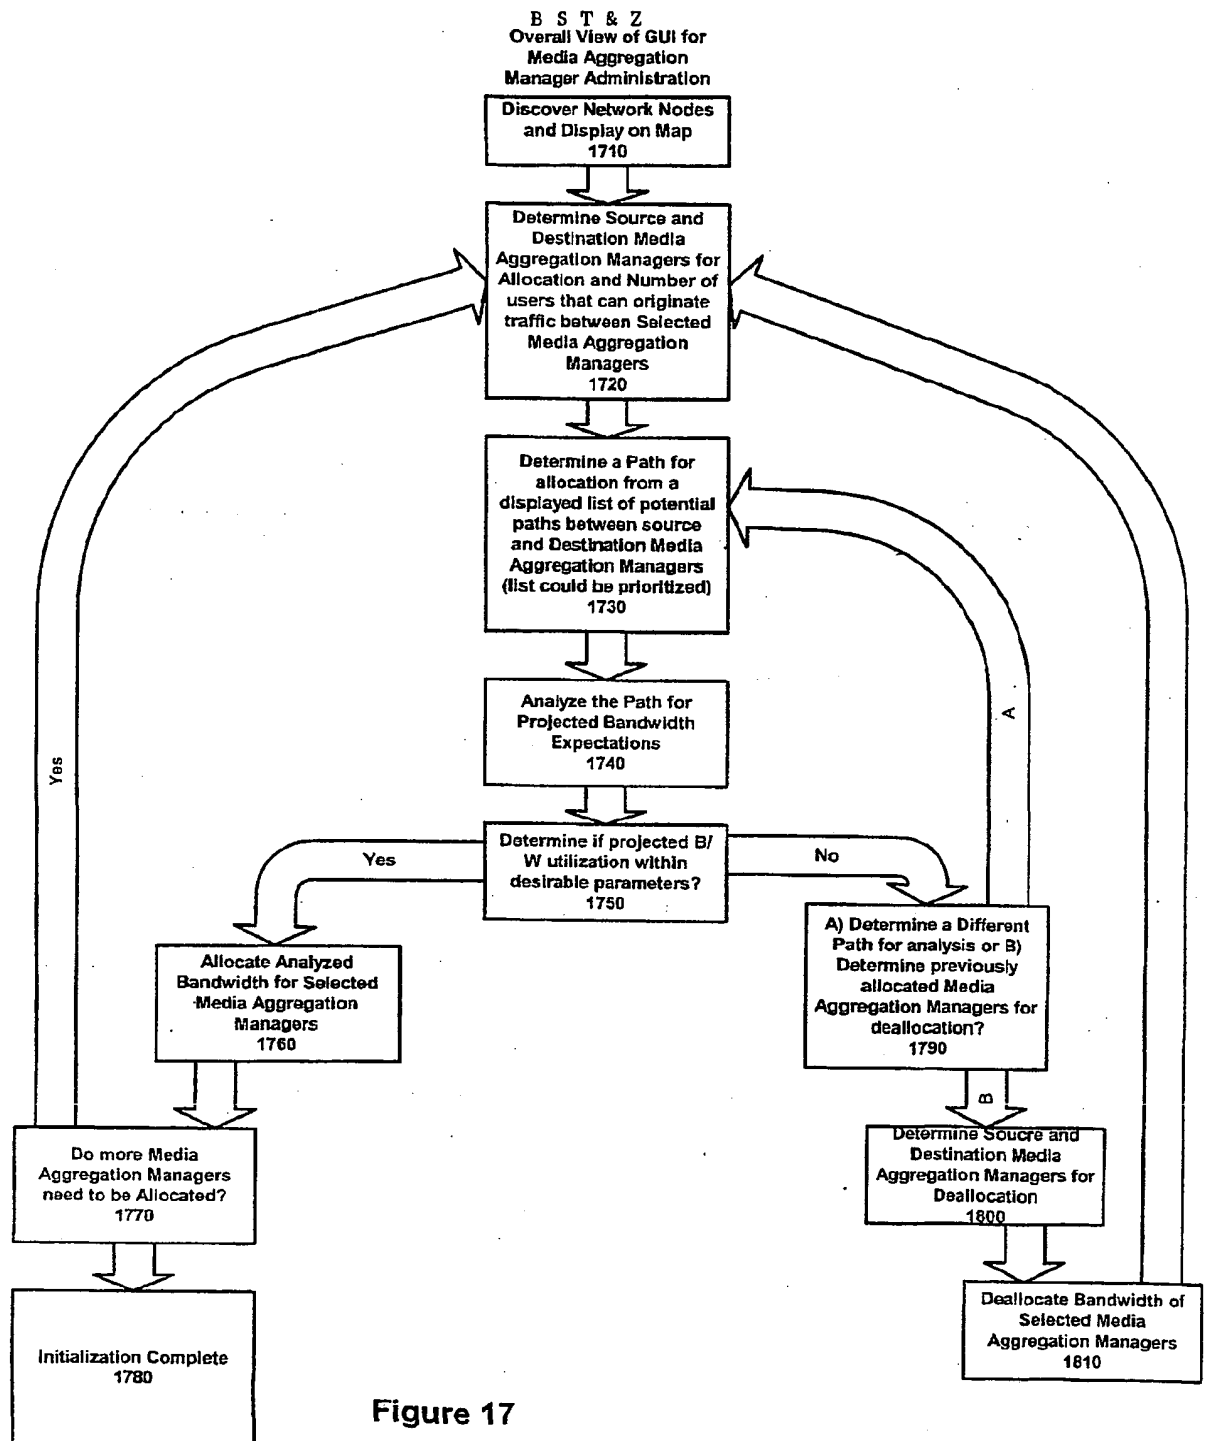 B S T & Z
Overall View of GUI for
Media Aggregation
Manager Administration
Discover Network Nodes
and Display on Map
1710
Determine Source and
Destination Media
Aggregation Managers for
Allocation and Number of
users that can originate
traffic between Selected
Media Aggregation
Managers
1720
Determine a Path for
allocation from a
displayed list of potential
paths between source
and Destination Media
Aggregation Managers
(list could be prioritized)
1730
Analyze the Path for
Projected Bandwidth
Expectations
1740
Determine if projected B/
W utilization within
desirable parameters?
1750
Yes
No
Yes
A
Allocate Analyzed
Bandwidth for Selected
Media Aggregation
Managers
1760
A) Determine a Different
Path for analysis or B)
Determine previously
allocated Media
Aggregation Managers for
deallocation?
1790
B
Do more Media
Aggregation Managers
need to be Allocated?
1770
Determine Soucre and
Destination Media
Aggregation Managers for
Deallocation
1800
Initialization Complete
1780
Deallocate Bandwidth of
Selected Media
Aggregation Managers
1810
Figure 17